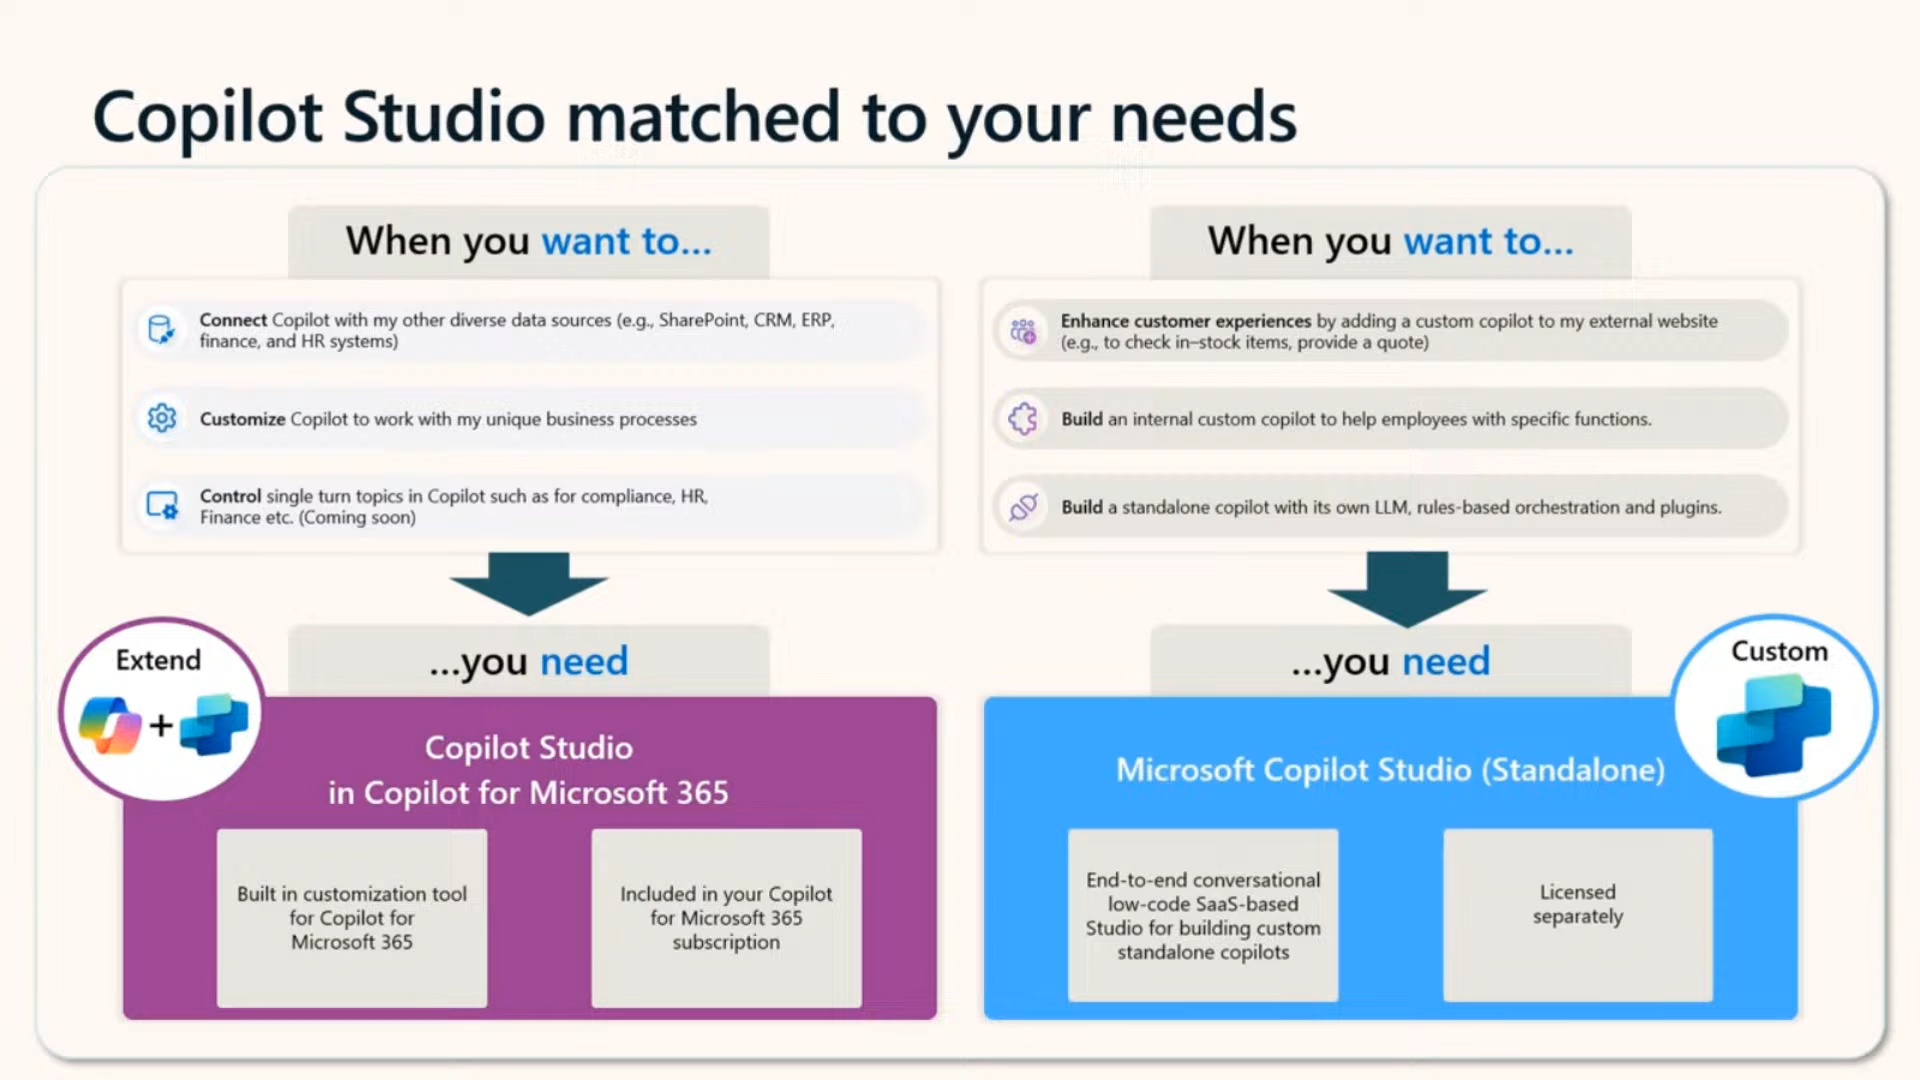 Copilot Studio matched to your needs
When you want to...
Connect Copilot with my other diverse data sources (e.g., SharePoint, CRM, ERP,
finance, and HR systems)
Customize Copilot to work with my unique business processes
Control single turn topics in Copilot such as for compliance, HR,
Finance etc. (Coming soon)
...you need
Extend
+
Copilot Studio
in Copilot for Microsoft 365
Built in customization tool
for Copilot for
Microsoft 365
Included in your Copilot
for Microsoft 365
subscription
When you want to...
Enhance customer experiences by adding a custom copilot to my external website
(e.g., to check in–stock items, provide a quote)
Build an internal custom copilot to help employees with specific functions.
Build a standalone copilot with its own LLM, rules-based orchestration and plugins.
...you need
Custom
Microsoft Copilot Studio (Standalone)
End-to-end conversational
low-code SaaS-based
Studio for building custom
standalone copilots
Licensed
separately